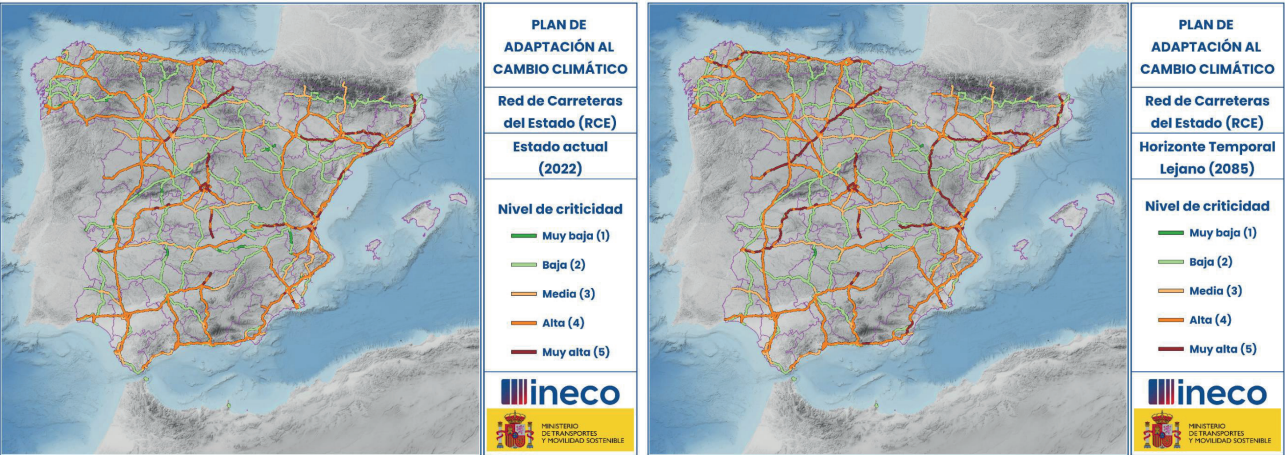 PLAN DE
ADAPTACIÓN AL
CAMBIO CLIMÁTICO
Red de Carreteras
del Estado (RCE)
Estado actual
(2022)
Nivel de criticidad
Muy baja (1)
Baja (2)
Media (3)
Alta (4)
Muy alta (5)
ineco
MINISTERIO
DE TRANSPORTES
Y MOVILIDAD SOSTENIBLE
PLAN DE
ADAPTACIÓN AL
CAMBIO CLIMÁTICO
Red de Carreteras
del Estado (RCE)
Horizonte Temporal
Lejano (2085)
Nivel de criticidad
Muy baja (1)
Baja (2)
Media (3)
Alta (4)
Muy alta (5)
ineco
MINISTERIO
DE TRANSPORTES
Y MOVILIDAD SOSTENIBLE